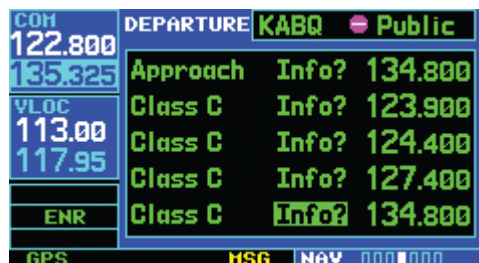 COM
122.800
135.325
VLOC
113.00
117.95
ENR
GPS
DEPARTURE KABQ Public
Approach Info? 134.800
Class C Info? 123.900
Class C Info? 124.400
Class C Info? 127.400
Class C Info? 134.800
MSG NAV